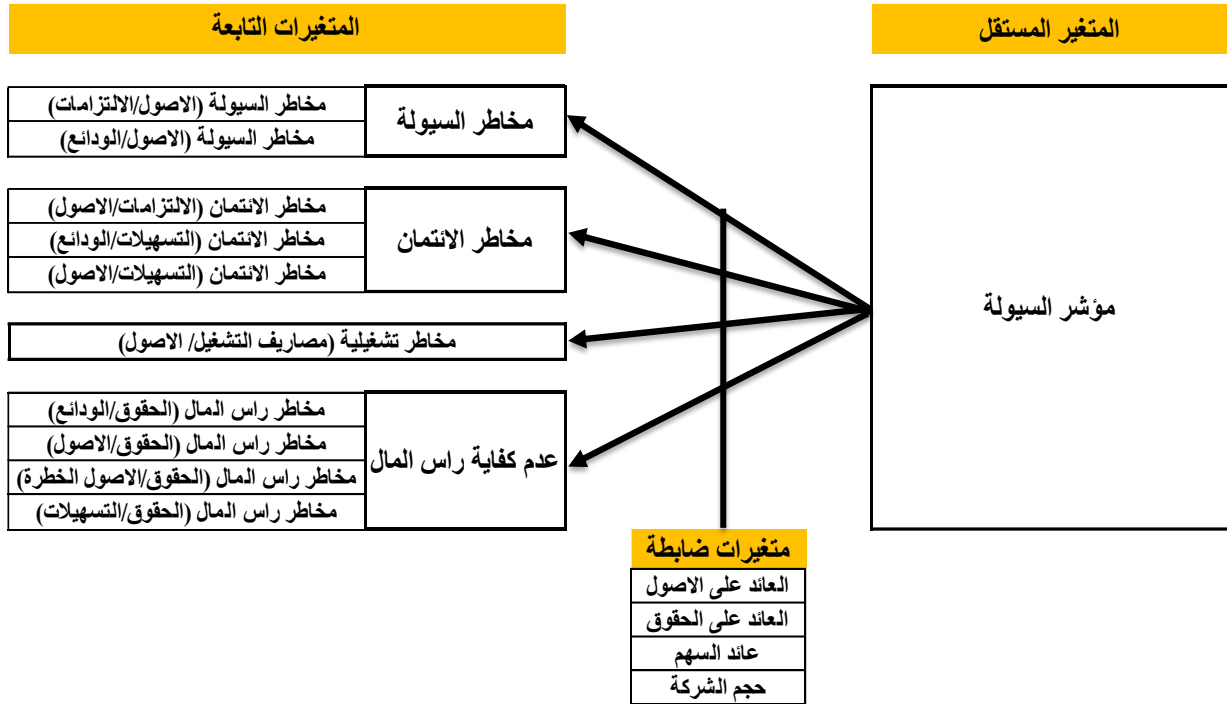 المتغير المستقل
المتغيرات التابعة
مؤشر السيولة
مخاطر السيولة
مخاطر السيولة (الاصول/الالتزامات)
مخاطر السيولة (الاصول/الودائع)
مخاطر الائتمان
مخاطر الائتمان (الالتزامات/الاصول)
مخاطر الائتمان (التسهيلات/الودائع)
مخاطر الائتمان (التسهيلات/الاصول)
مخاطر تشغيلية (مصاريف التشغيل/ الاصول)
عدم كفاية راس المال
مخاطر راس المال (الحقوق/الودائع)
مخاطر راس المال (الحقوق/الاصول)
مخاطر راس المال (الحقوق/الاصول الخطرة)
مخاطر راس المال (الحقوق/التسهيلات)
متغيرات ضابطة
العائد على الاصول
العائد على الحقوق
عائد السهم
حجم الشركة